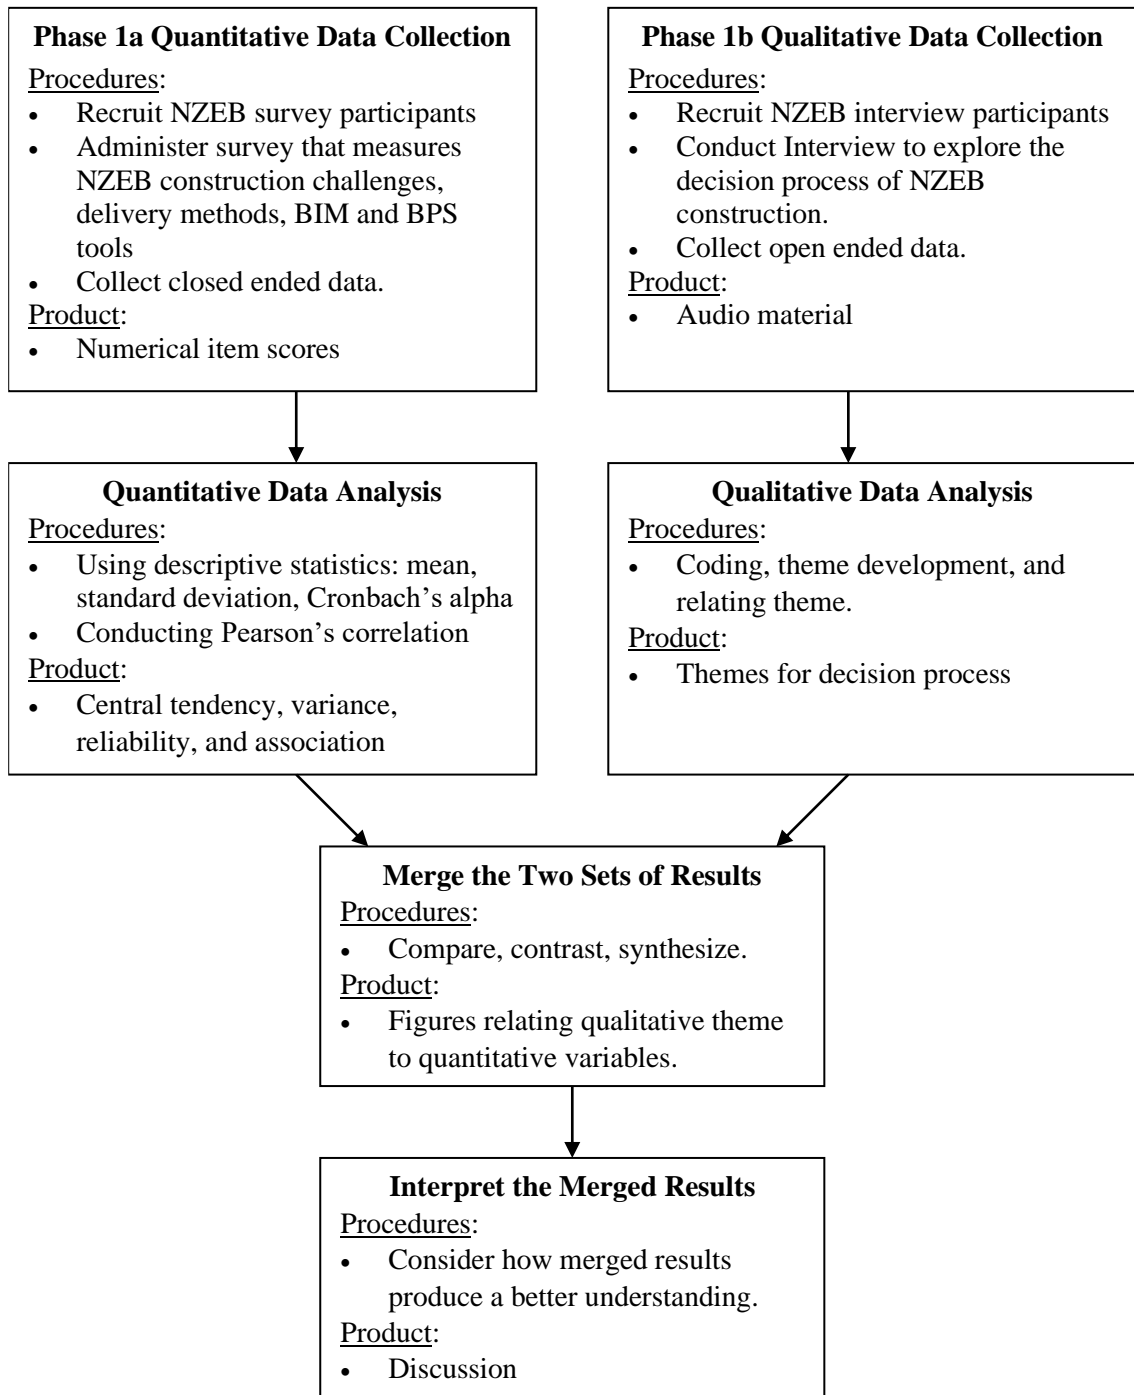 Phase 1a Quantitative Data Collection
Procedures:
• Recruit NZEB survey participants
• Administer survey that measures
NZEB construction challenges,
delivery methods, BIM and BPS
tools
• Collect closed ended data.
Product:
• Numerical item scores
Phase 1b Qualitative Data Collection
Procedures:
• Recruit NZEB interview participants
• Conduct Interview to explore the
decision process of NZEB
construction.
• Collect open ended data.
Product:
• Audio material
Quantitative Data Analysis
Procedures:
• Using descriptive statistics: mean,
standard deviation, Cronbach’s alpha
• Conducting Pearson’s correlation
Product:
• Central tendency, variance,
reliability, and association
Qualitative Data Analysis
Procedures:
• Coding, theme development, and
relating theme.
Product:
• Themes for decision process
Merge the Two Sets of Results
Procedures:
• Compare, contrast, synthesize.
Product:
• Figures relating qualitative theme
to quantitative variables.
Interpret the Merged Results
Procedures:
• Consider how merged results
produce a better understanding.
Product:
• Discussion